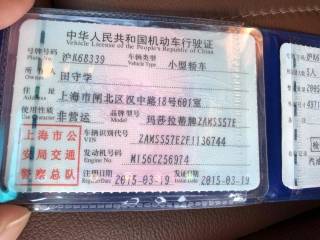 中华人民共和国机动车行驶证
Vehicle License of the People's Republic of China
号牌号码 沪K68339 车辆类型 小型轿车
Plate No. Vehicle Type
所有人 田守学
Owner
住址 上海市闸北区汉中路18号601室
Address
使用性质 非营运 品牌型号 玛莎拉蒂牌ZAMS557E
上海市公安局交通警察总队
车辆识别代号 ZAMS557E2F1136744
VIN
发动机号码 M156CZ56974
Engine No.
注册日期 2015-03-19 发证日期 2015-03-19
Register Date Issue Date